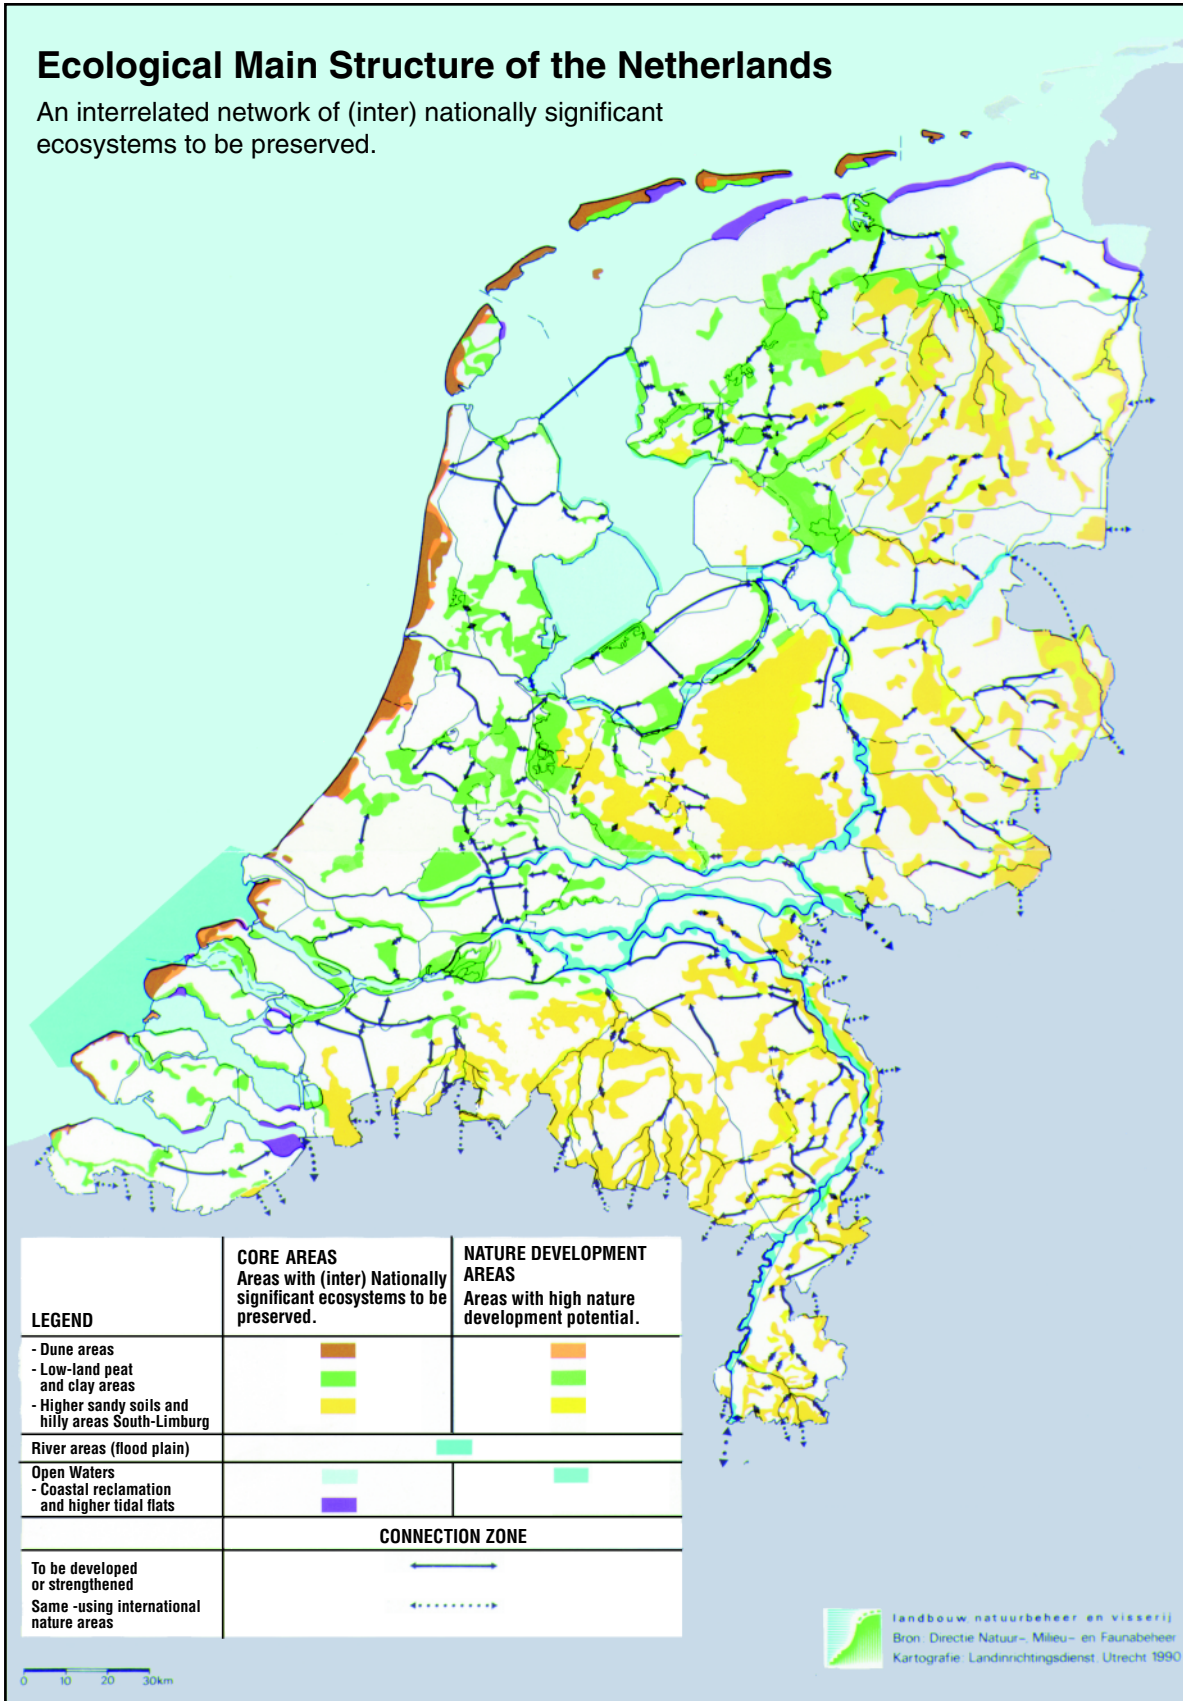 Ecological Main Structure of the Netherlands
An interrelated network of (inter) nationally significant
ecosystems to be preserved.
LEGEND
CORE AREAS
Areas with (inter) Nationally
significant ecosystems to be
preserved.
NATURE DEVELOPMENT
AREAS
Areas with high nature
development potential.
- Dune areas
- Low-land peat
and clay areas
- Higher sandy soils and
hilly areas South-Limburg
River areas (flood plain)
Open Waters
- Coastal reclamation
and higher tidal flats
CONNECTION ZONE
To be developed
or strengthened
Same -using international
nature areas
0 10 20 30km
landbouw, natuurbeheer en visserij
Bron: Directie Natuur-, Milieu- en Faunabeheer
Kartografie: Landinrichtingsdienst, Utrecht 1990